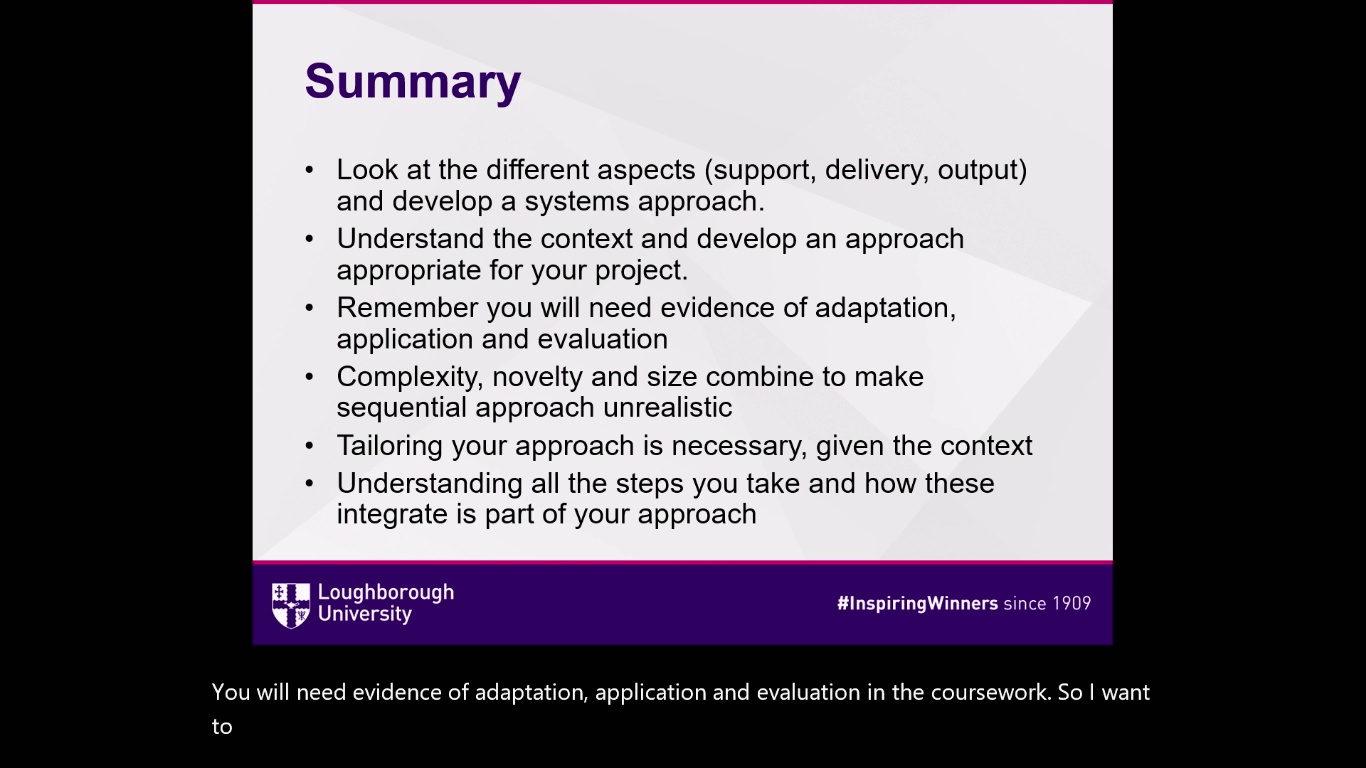 Summary
• Look at the different aspects (support, delivery, output)
and develop a systems approach.
• Understand the context and develop an approach
appropriate for your project.
• Remember you will need evidence of adaptation,
application and evaluation
• Complexity, novelty and size combine to make
sequential approach unrealistic
• Tailoring your approach is necessary, given the context
• Understanding all the steps you take and how these
integrate is part of your approach
Loughborough
University
#InspiringWinners since 1909
You will need evidence of adaptation, application and evaluation in the coursework. So I want
to